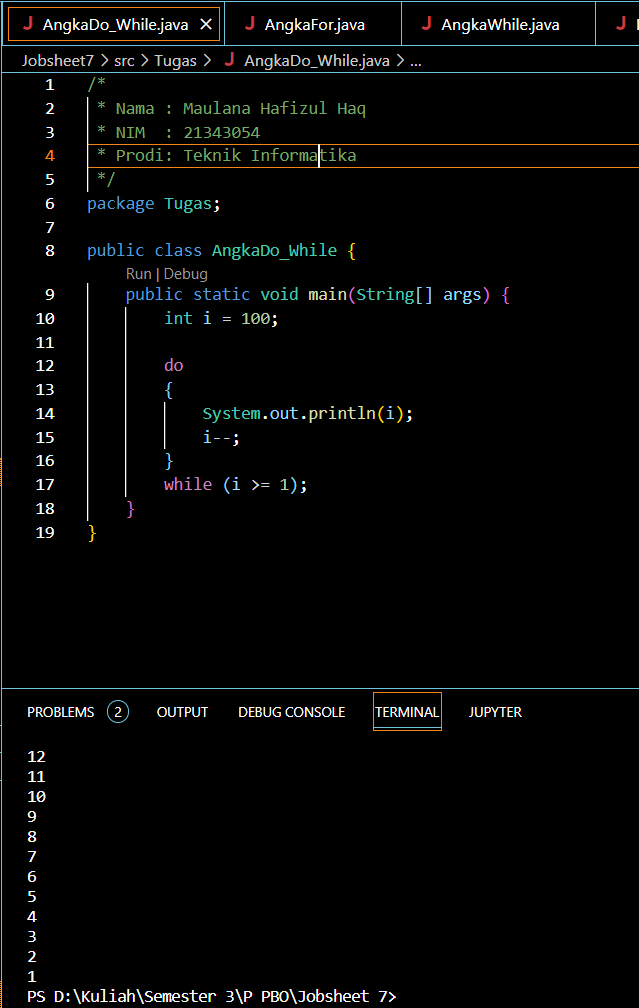 J AngkaDo_While.java × J AngkaFor.java J AngkaWhile.java J
Jobsheet7 > src > Tugas > J AngkaDo_While.java > ...
1 /*
2 * Nama : Maulana Hafizul Haq
3 * NIM  : 21343054
4 * Prodi: Teknik Informatika
5 */
6 package Tugas;
7
8 public class AngkaDo_While {
Run | Debug
9 public static void main(String[] args) {
10 int i = 100;
11
12 do
13 {
14 System.out.println(i);
15 i--;
16 }
17 while (i >= 1);
18 }
19 }
PROBLEMS 2 OUTPUT DEBUG CONSOLE TERMINAL JUPYTER
12
11
10
9
8
7
6
5
4
3
2
1
PS D:\Kuliah\Semester 3\P PBO\Jobsheet 7>